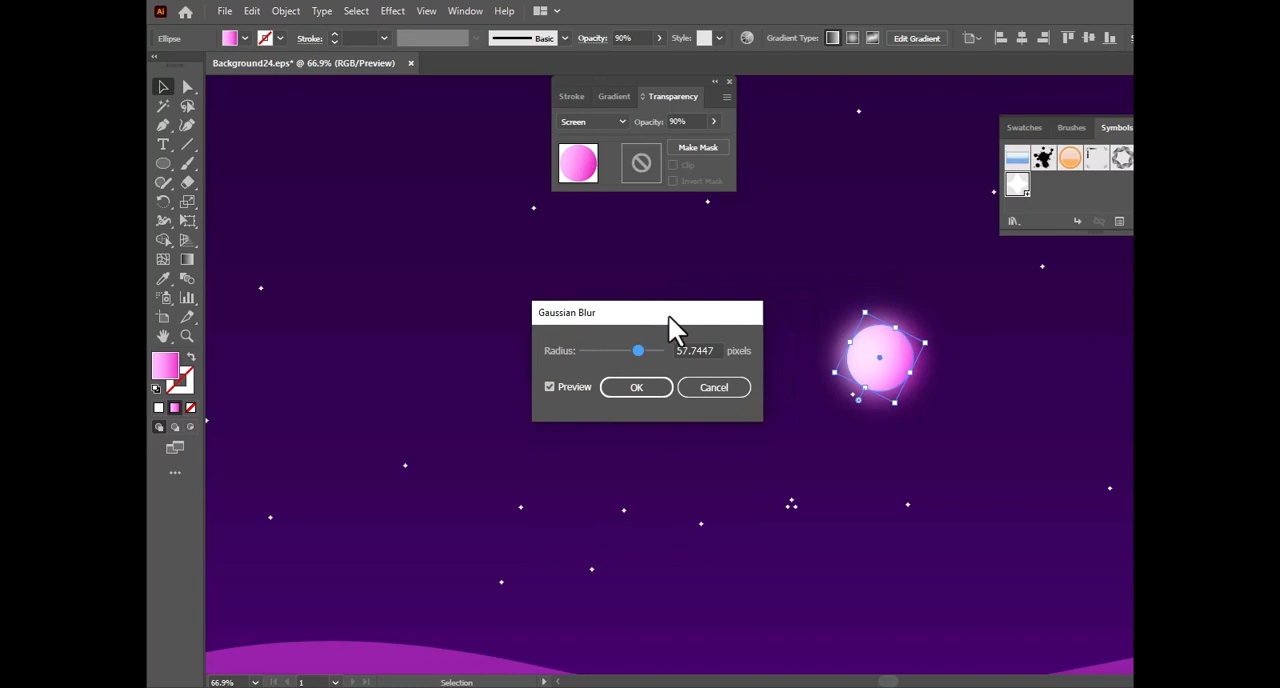 Ai File Edit Object Type Select Effect View Window Help
Ellipse Stroke: Basic Opacity: 90% Style: Gradient Type: Edit Gradient
Background24.eps* @ 66.9% (RGB/Preview)
Stroke Gradient Transparency
Screen Opacity: 90%
Make Mask
Clip
Invert Mask
Swatches Brushes Symbols
Gaussian Blur
Radius: 57.7447 pixels
Preview OK Cancel
66.9% 1 Selection